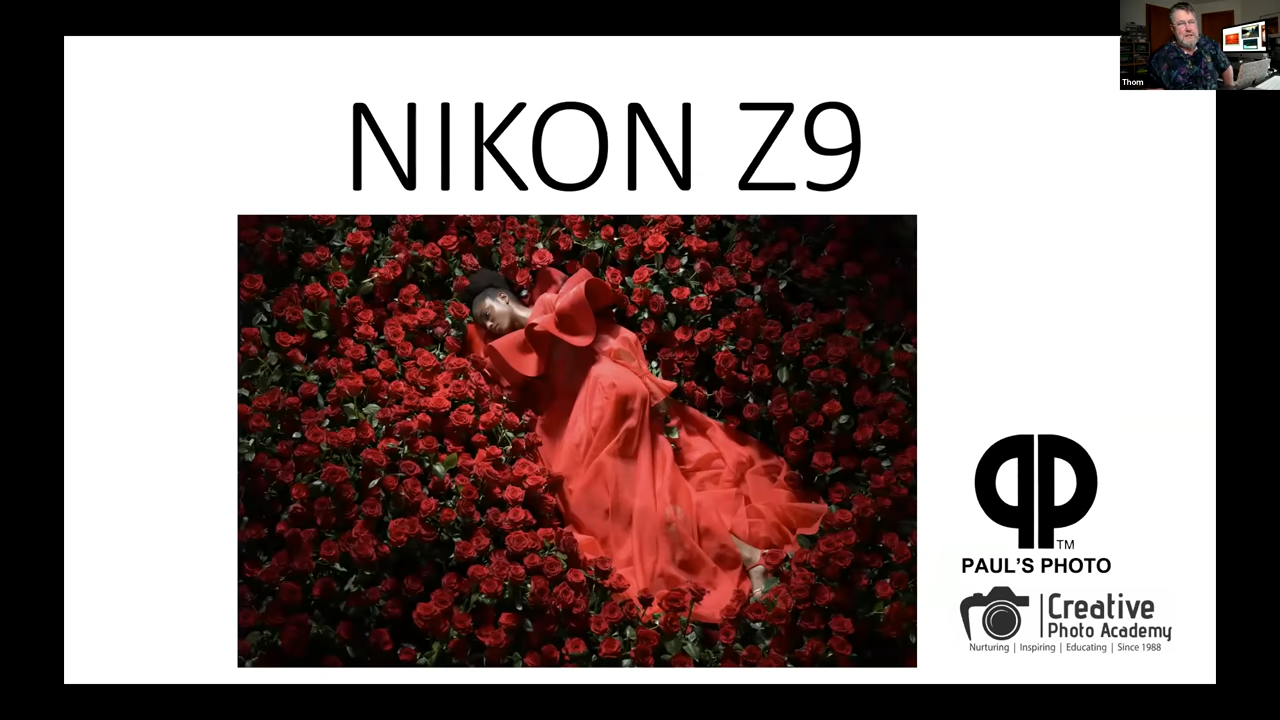 Thom
NIKON Z9
TM
PAUL'S PHOTO
Creative
Photo Academy
Nurturing | Inspiring | Educating | Since 1988